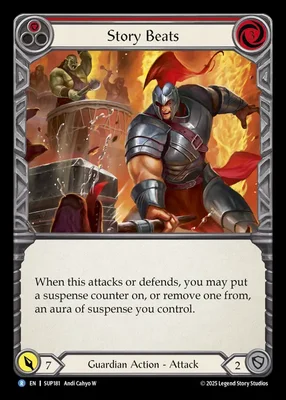 Story Beats
When this attacks or defends, you may put
a suspense counter on, or remove one from,
an aura of suspense you control.
7
Guardian Action - Attack
2
R EN SUP181 Andi Cahyo W
© 2025 Legend Story Studios